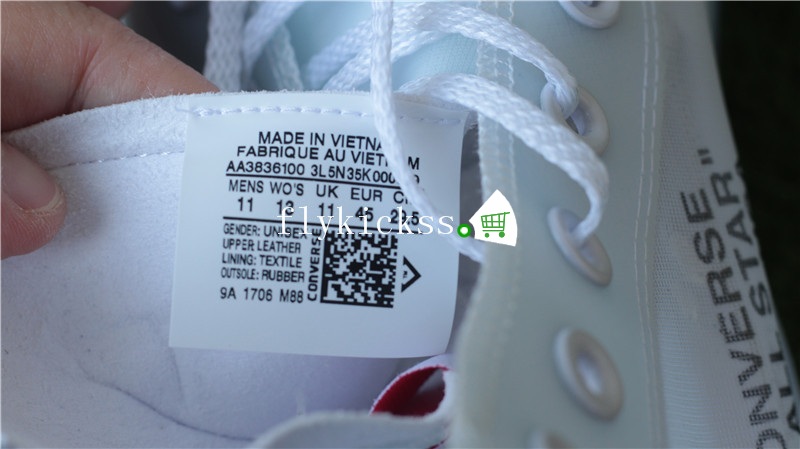 MADE IN VIETNAM
FABRIQUE AU VIETNAM
AA3836100 3L5N35K000
MENS WO'S UK EUR
11 13 11 45
GENDER: UNISEX
UPPER: LEATHER
LINING: TEXTILE
OUTSOLE: RUBBER
9A 1706 M88
CONVERSE
flykickss.
CONVERSE
ALL STAR"